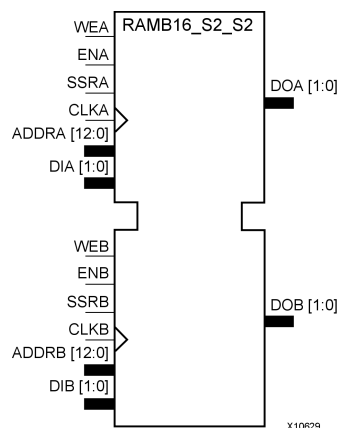 RAMB16_S2_S2
WEA
ENA
SSRA
CLKA
ADDRA [12:0]
DIA [1:0]
DOA [1:0]
WEB
ENB
SSRB
CLKB
ADDRB [12:0]
DIB [1:0]
DOB [1:0]
X10629